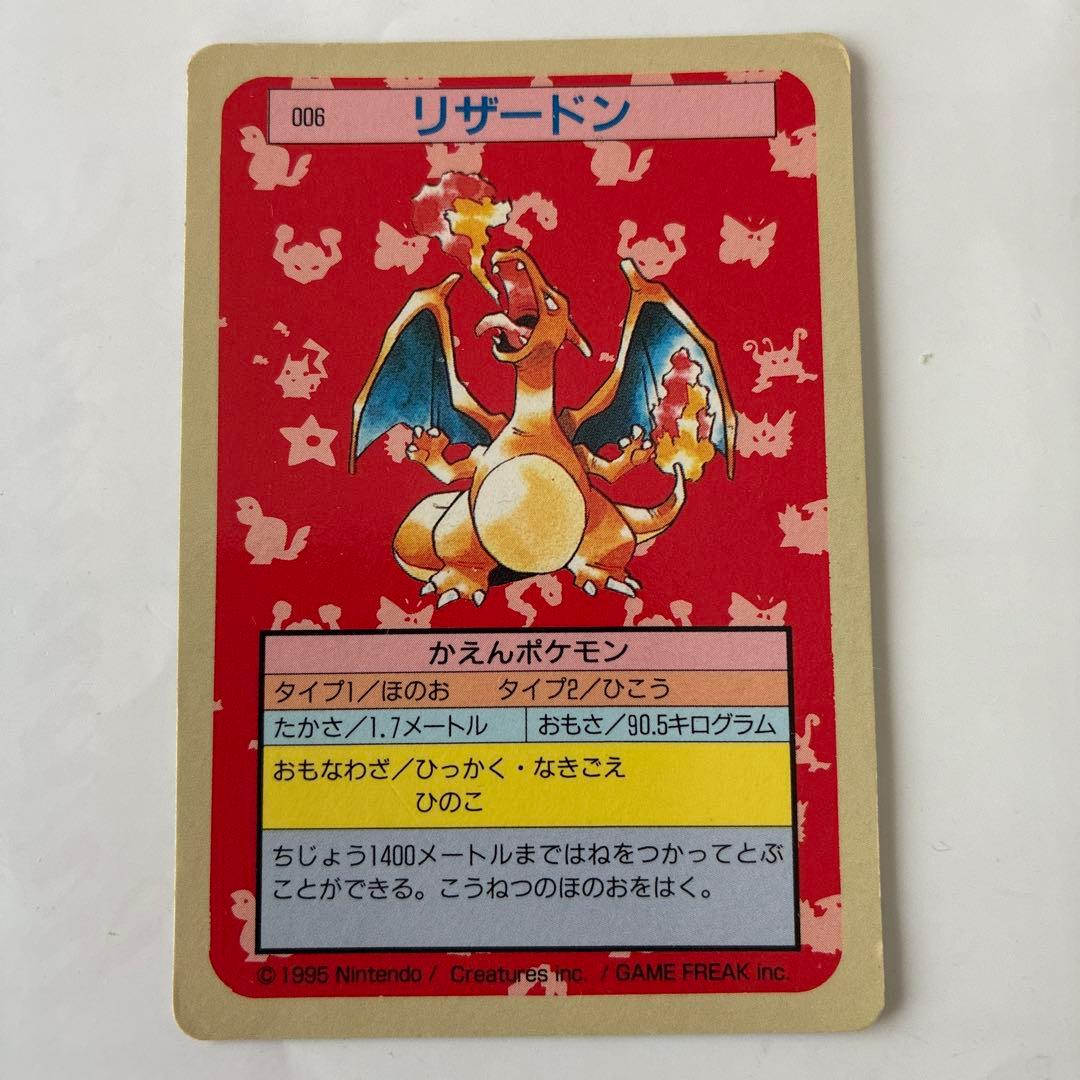 006 リザードン
かえんポケモン
タイプ1／ほのお　タイプ2／ひこう
たかさ／1.7メートル　おもさ／90.5キログラム
おもなわざ／ひっかく・なきごえ
ひのこ
ちじょう1400メートルまではねをつかってとぶ
ことができる。こうねつのほのおをはく。
© 1995 Nintendo / Creatures inc. / GAME FREAK inc.